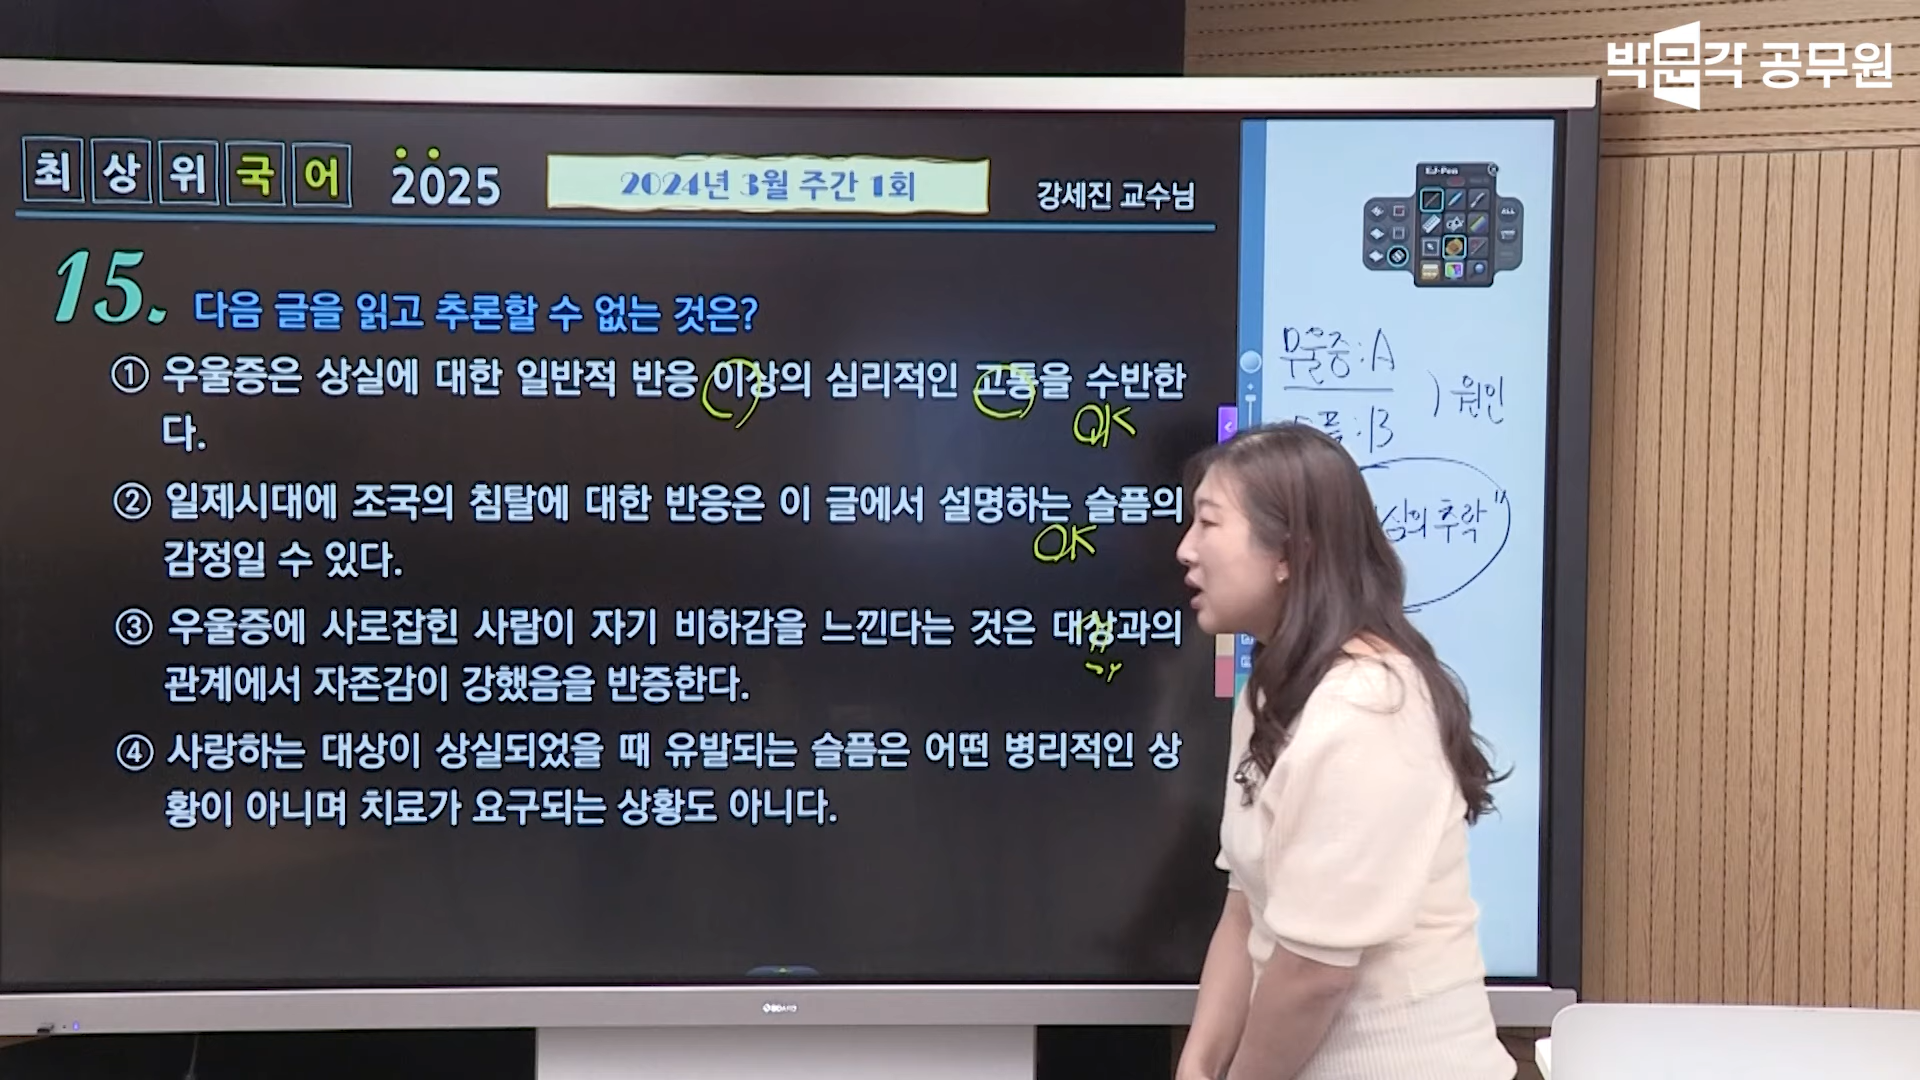 박문각 공무원
최상위국어 2025
2024년 3월 주간 1회
강세진 교수님
15. 다음 글을 읽고 추론할 수 없는 것은?
① 우울증은 상실에 대한 일반적 반응 이상의 심리적인 고동을 수반한
다.
OK
② 일제시대에 조국의 침탈에 대한 반응은 이 글에서 설명하는 슬픔의
감정일 수 있다.
OK
③ 우울증에 사로잡힌 사람이 자기 비하감을 느낀다는 것은 대상과의
관계에서 자존감이 강했음을 반증한다.
④ 사랑하는 대상이 상실되었을 때 유발되는 슬픔은 어떤 병리적인 상
황이 아니며 치료가 요구되는 상황도 아니다.
EJ-Pen
ALL
우울증:A
:B
원인
심의 추락"